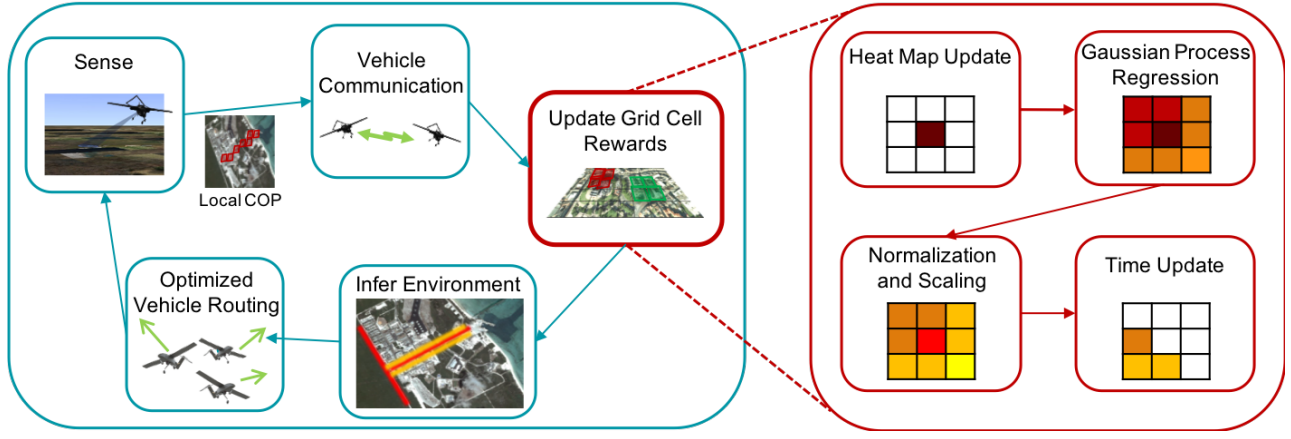 Sense
Vehicle
Communication
Local COP
Update Grid Cell
Rewards
Optimized
Vehicle Routing
Infer Environment
Heat Map Update
Gaussian Process
Regression
Normalization
and Scaling
Time Update